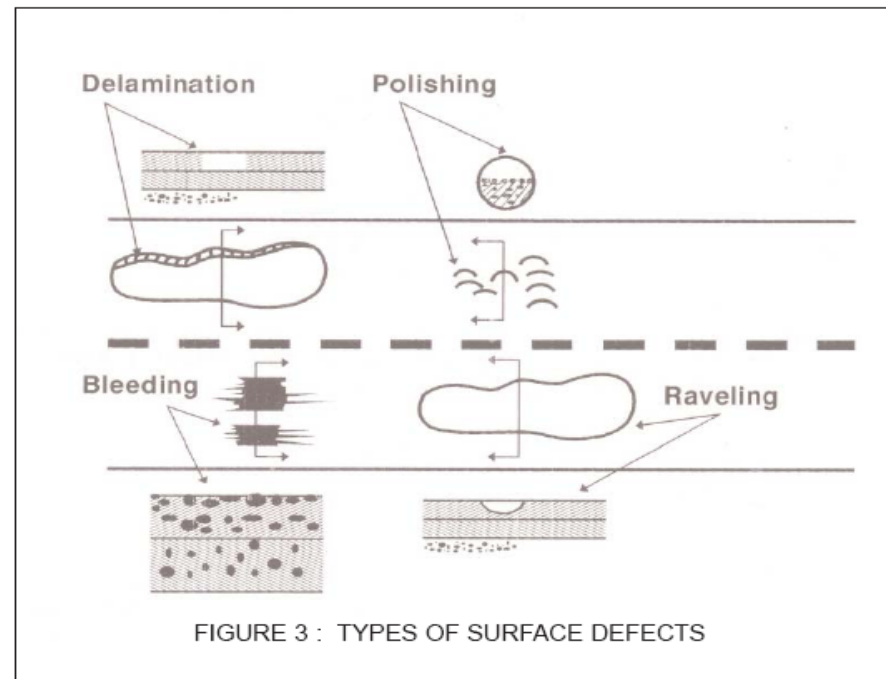 Delamination
Polishing
Bleeding
Raveling
FIGURE 3 : TYPES OF SURFACE DEFECTS